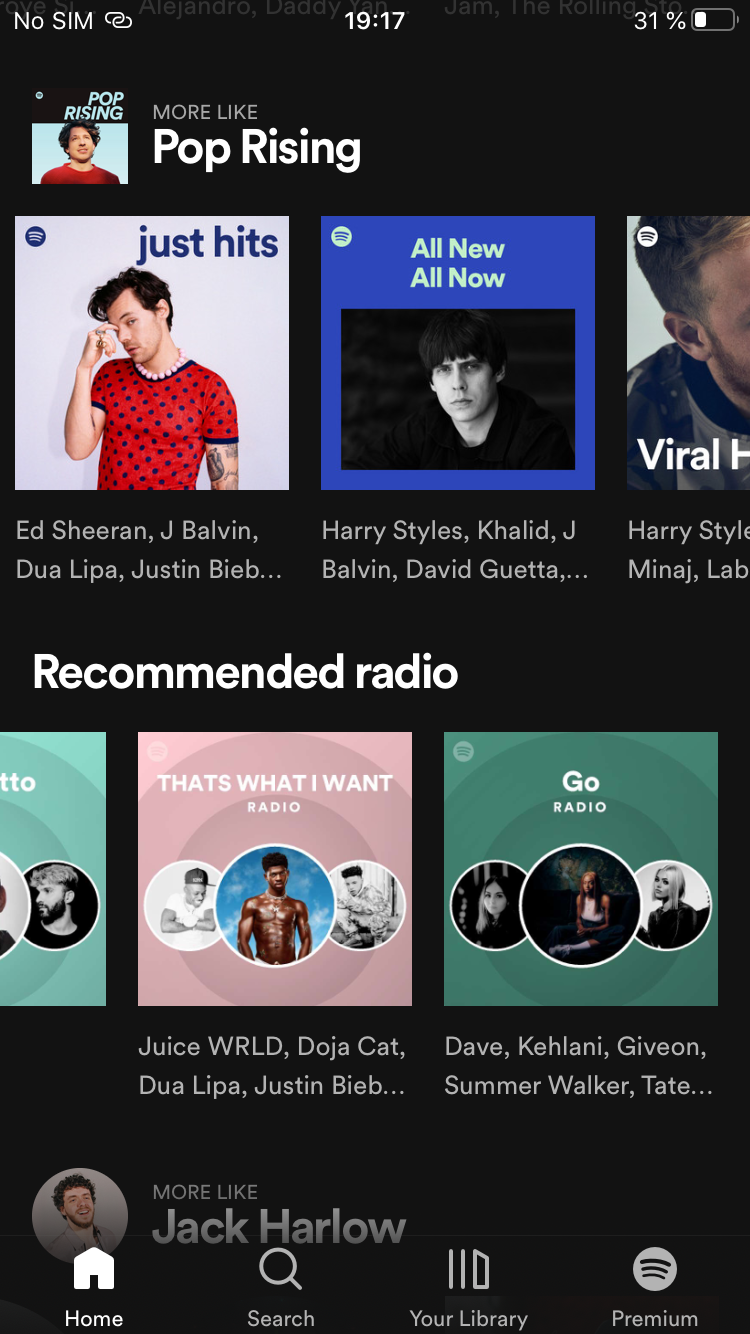 Alejandro, Daddy Yan...
Jam, The Rolling Sto...
No SIM
19:17
31 %
POP
RISING
MORE LIKE
Pop Rising
just hits
All New
All Now
Viral H
Ed Sheeran, J Balvin,
Dua Lipa, Justin Bieb...
Harry Styles, Khalid, J
Balvin, David Guetta,...
Harry Style
Minaj, Lab
Recommended radio
tto
THATS WHAT I WANT
RADIO
Go
RADIO
Juice WRLD, Doja Cat,
Dua Lipa, Justin Bieb...
Dave, Kehlani, Giveon,
Summer Walker, Tate...
MORE LIKE
Jack Harlow
Home
Search
Your Library
Premium